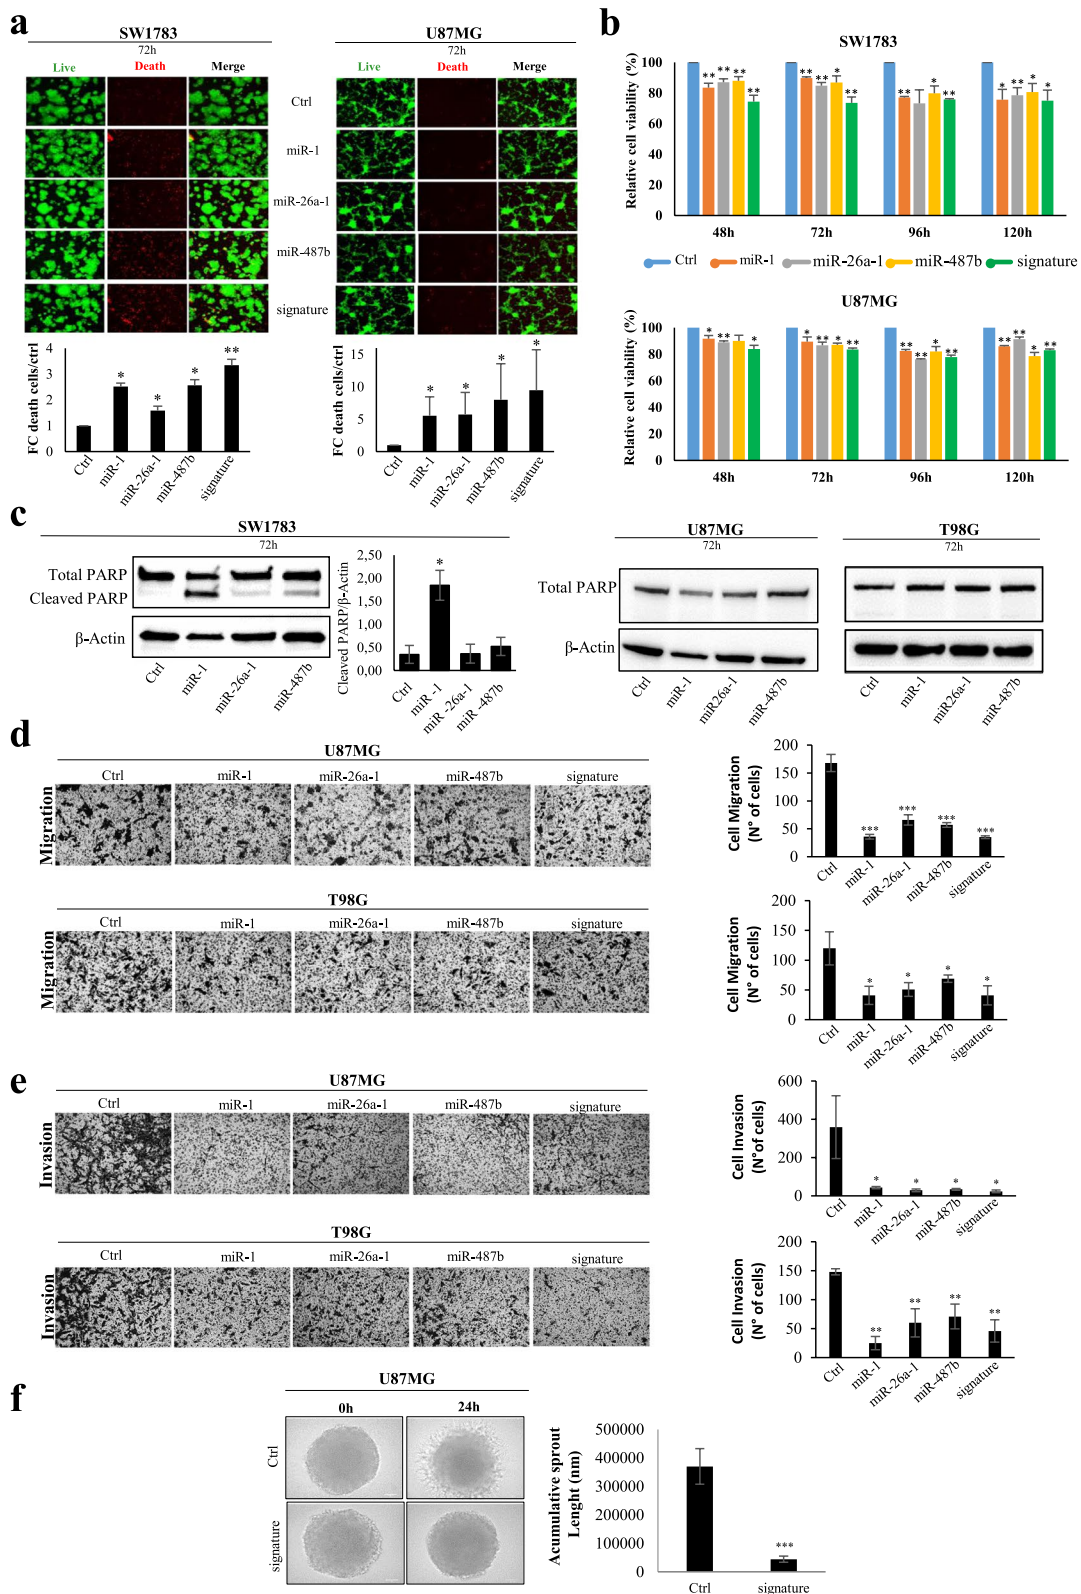 a
SW1783
72h
Live Death Merge
U87MG
72h
Live Death Merge
Ctrl
miR-1
miR-26a-1
miR-487b
signature
FC death cells/ctrl
4
3
2
1
0
* * * **
Ctrl miR-1 miR-26a-1 miR-487b signature
FC death cells/ctrl
15
10
5
0
* * * *
Ctrl miR-1 miR-26a-1 miR-487b signature
b
SW1783
Relative cell viability (%)
100
80
60
40
20
0
** ** ** **
** ** * **
** * **
* ** * *
48h 72h 96h 120h
Ctrl miR-1 miR-26a-1 miR-487b signature
U87MG
Relative cell viability (%)
100
80
60
40
20
0
* ** *
* ** * **
** ** * **
** ** * **
48h 72h 96h 120h
c
SW1783
72h
Total PARP
Cleaved PARP
β-Actin
Ctrl miR-1 miR-26a-1 miR-487b
Cleaved PARP/β-Actin
2,50
2,00
1,50
1,00
0,50
0,00
*
Ctrl miR-1 miR-26a-1 miR-487b
U87MG
72h
T98G
72h
Total PARP
β-Actin
Ctrl miR-1 miR26a-1 miR-487b
Ctrl miR-1 miR26a-1 miR-487b
d
U87MG
Ctrl miR-1 miR-26a-1 miR-487b signature
Migration
Cell Migration
(N° of cells)
200
150
100
50
0
*** *** *** ***
Ctrl miR-1 miR-26a-1 miR-487b signature
T98G
Ctrl miR-1 miR-26a-1 miR-487b signature
Migration
Cell Migration
(N° of cells)
200
150
100
50
0
* * * *
Ctrl miR-1 miR-26a-1 miR-487b signature
e
U87MG
Ctrl miR-1 miR-26a-1 miR-487b signature
Invasion
Cell Invasion
(N°of cells)
600
400
200
0
* * * *
Ctrl miR-1 miR-26a-1 miR-487b signature
T98G
Ctrl miR-1 miR-26a-1 miR-487b signature
Invasion
Cell Invasion
(N° of cells)
200
150
100
50
0
** ** ** **
Ctrl miR-1 miR-26a-1 miR-487b signature
f
U87MG
0h 24h
Ctrl
signature
Acumulative sprout
Lenght (nm)
500000
400000
300000
200000
100000
0
***
Ctrl signature